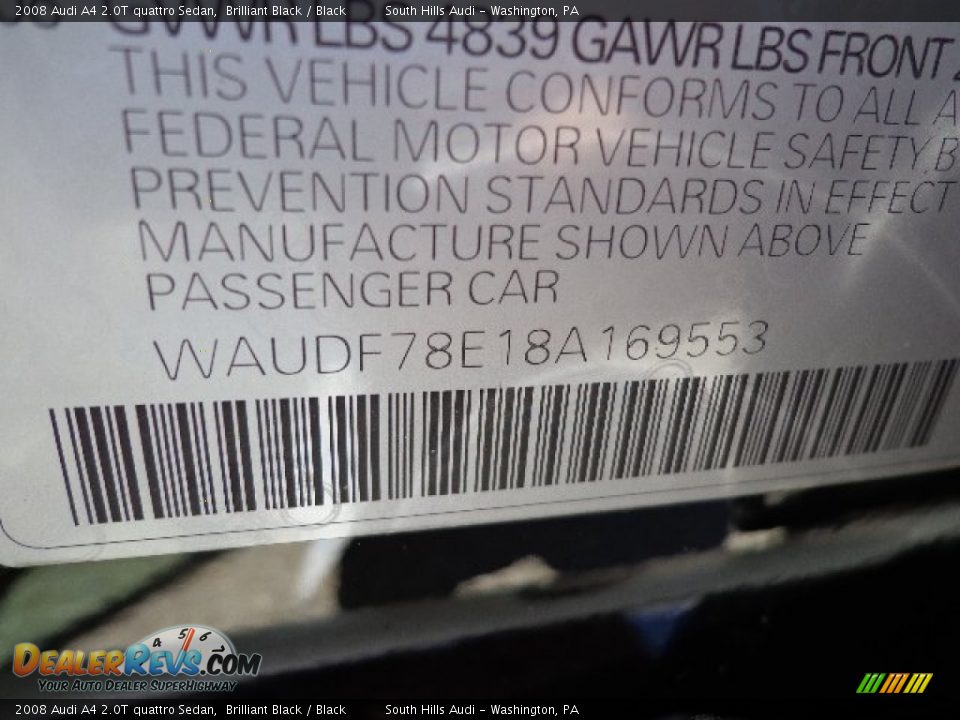 2008 Audi A4 2.0T quattro Sedan, Brilliant Black / Black South Hills Audi - Washington, PA
GVWR LBS 4839 GAWR LBS FRONT
THIS VEHICLE CONFORMS TO ALL A
FEDERAL MOTOR VEHICLE SAFETY, B
PREVENTION STANDARDS IN EFFECT
MANUFACTURE SHOWN ABOVE
PASSENGER CAR
WAUDF78E18A169553
4 5 6
DEALERREVS.COM
YOUR AUTO DEALER SUPERHIGHWAY
2008 Audi A4 2.0T quattro Sedan, Brilliant Black / Black South Hills Audi - Washington, PA